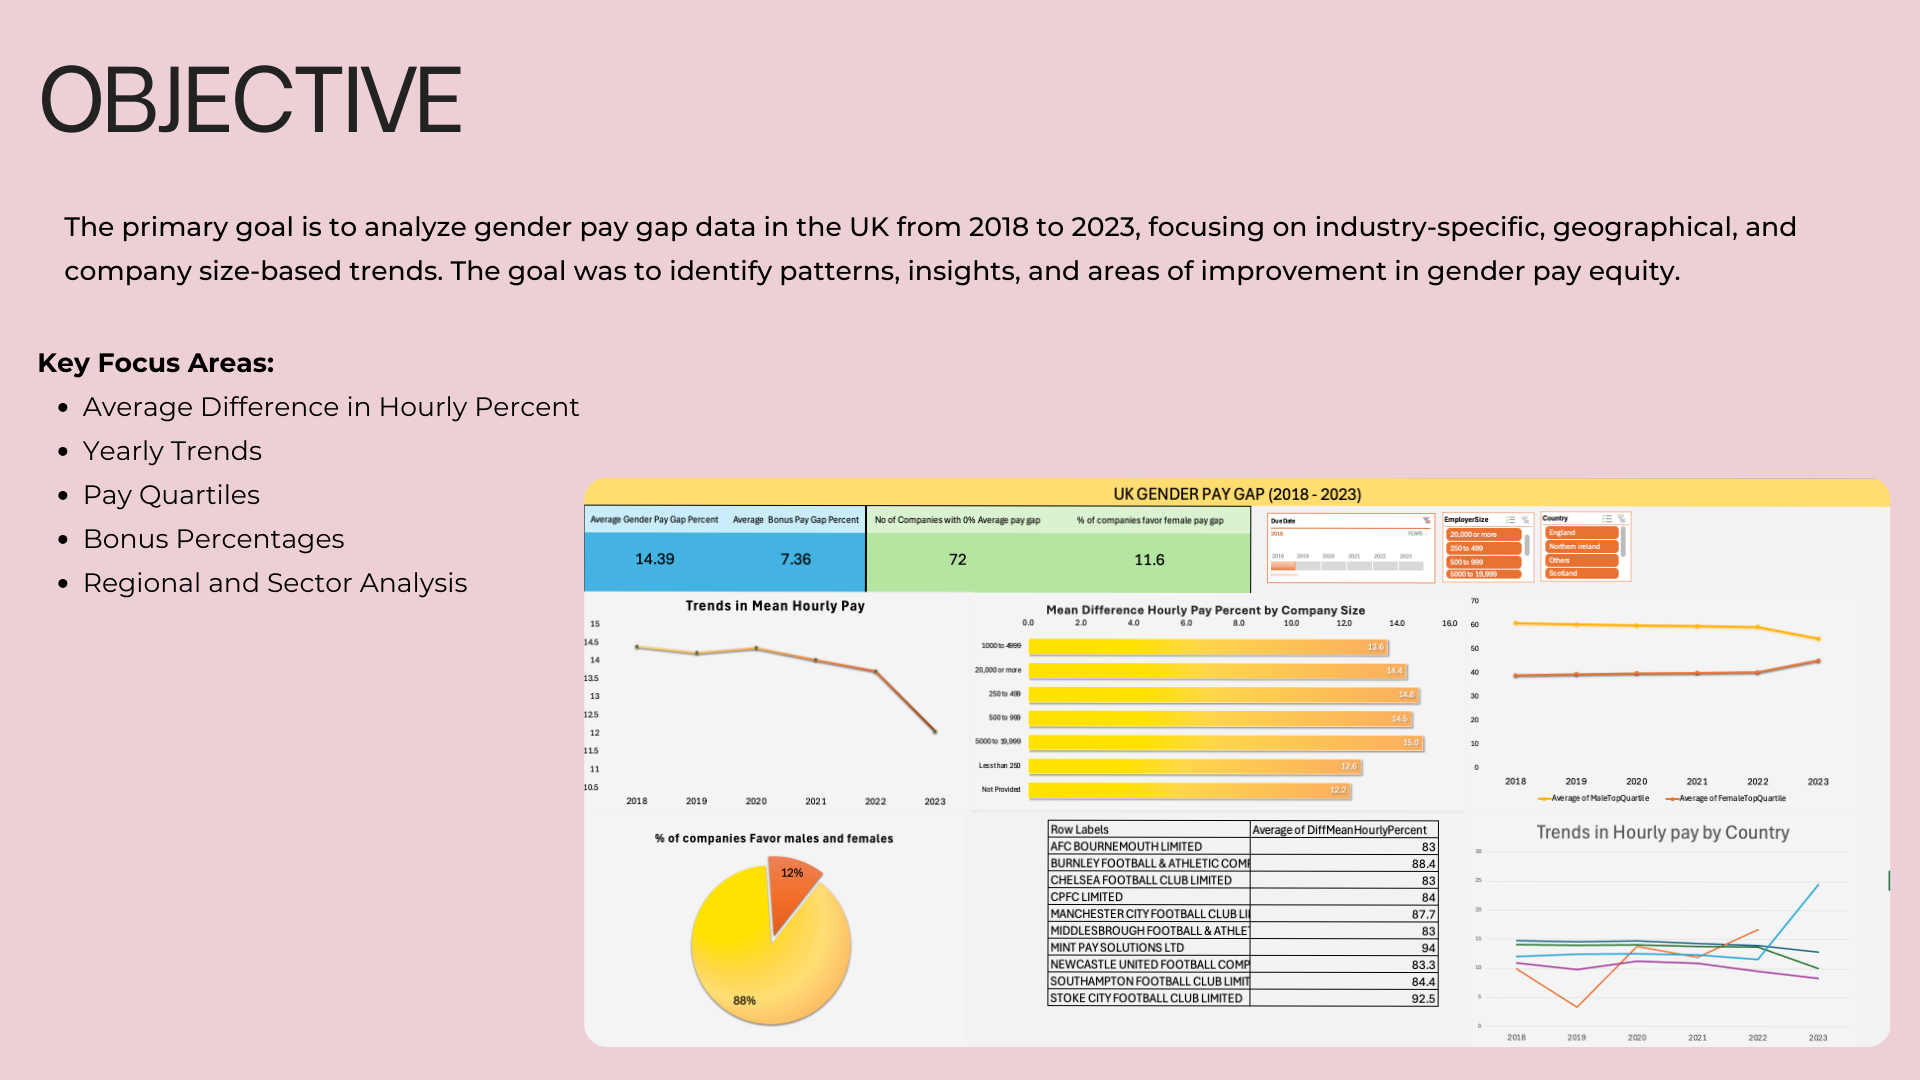 OBJECTIVE
The primary goal is to analyze gender pay gap data in the UK from 2018 to 2023, focusing on industry-specific, geographical, and
company size-based trends. The goal was to identify patterns, insights, and areas of improvement in gender pay equity.
Key Focus Areas:
• Average Difference in Hourly Percent
• Yearly Trends
• Pay Quartiles
• Bonus Percentages
• Regional and Sector Analysis
UK GENDER PAY GAP (2018 - 2023)
Average Gender Pay Gap Percent
Average Bonus Pay Gap Percent
No of Companies with 0% Average pay gap
% of companies favor female pay gap
14.39
7.36
72
11.6
Due Date
2018
YEARS
2018 2019 2020 2021 2022 2023
EmployerSize
20,000 or more
250 to 499
500 to 999
5000 to 19,999
Country
England
Northern ireland
Others
Scotland
Trends in Mean Hourly Pay
15
14.5
14
13.5
13
12.5
12
11.5
11
10.5
2018 2019 2020 2021 2022 2023
Mean Difference Hourly Pay Percent by Company Size
0.0 2.0 4.0 6.0 8.0 10.0 12.0 14.0 16.0
1000 to 4999 13.6
20,000 or more 14.4
250 to 499 14.8
500 to 999 14.5
5000 to 19,999 15.0
Less than 250 12.6
Not Provided 12.2
70
60
50
40
30
20
10
0
2018 2019 2020 2021 2022 2023
Average of MaleTopQuartile Average of FemaleTopQuartile
% of companies Favor males and females
12%
88%
Row Labels Average of DiffMeanHourlyPercent
AFC BOURNEMOUTH LIMITED 83
BURNLEY FOOTBALL & ATHLETIC COMP 88.4
CHELSEA FOOTBALL CLUB LIMITED 83
CPFC LIMITED 84
MANCHESTER CITY FOOTBALL CLUB LI 87.7
MIDDLESBROUGH FOOTBALL & ATHLE 83
MINT PAY SOLUTIONS LTD 94
NEWCASTLE UNITED FOOTBALL COMP 83.3
SOUTHAMPTON FOOTBALL CLUB LIMIT 84.4
STOKE CITY FOOTBALL CLUB LIMITED 92.5
Trends in Hourly pay by Country
30
25
20
15
10
5
0
2018 2019 2020 2021 2022 2023